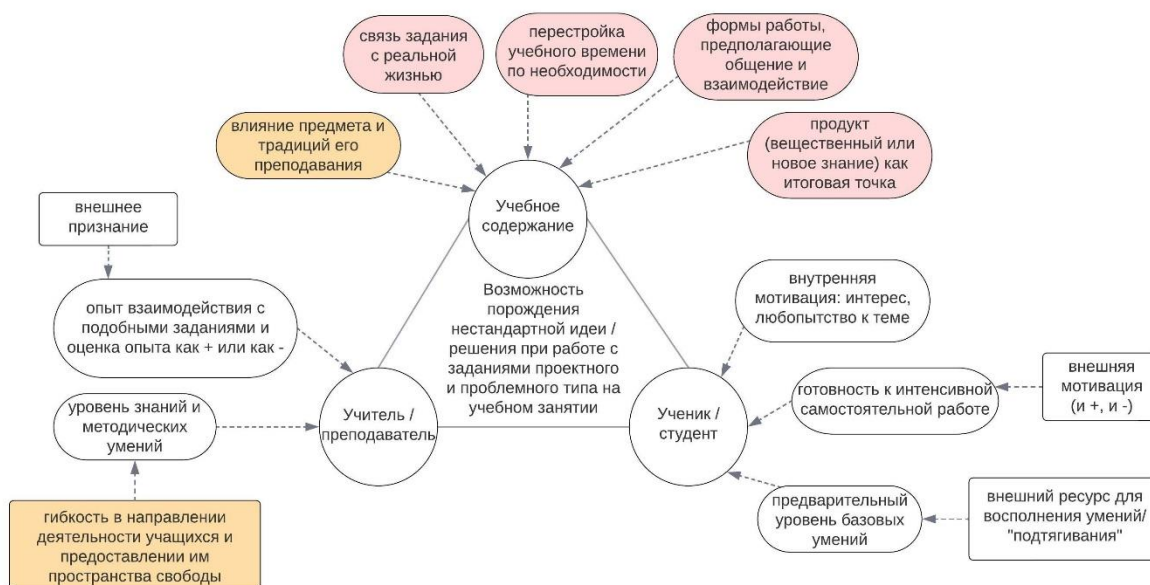 связь задания
с реальной
жизнью
перестройка
учебного времени
по необходимости
формы работы,
предполагающие
общение и
взаимодействие
влияние предмета и
традиций его
преподавания
продукт
(вещественный или
новое знание) как
итоговая точка
Учебное
содержание
внешнее
признание
опыт взаимодействия с
подобными заданиями и
оценка опыта как + или как -
Возможность
порождения
нестандартной идеи /
решения при работе с
заданиями проектного
и проблемного типа на
учебном занятии
внутренняя
мотивация: интерес,
любопытство к теме
уровень знаний и
методических
умений
Учитель /
преподаватель
Ученик /
студент
готовность к интенсивной
самостоятельной работе
внешняя
мотивация
(и +, и -)
гибкость в направлении
деятельности учащихся и
предоставлении им
пространства свободы
предварительный
уровень базовых
умений
внешний ресурс для
восполнения умений/
"подтягивания"